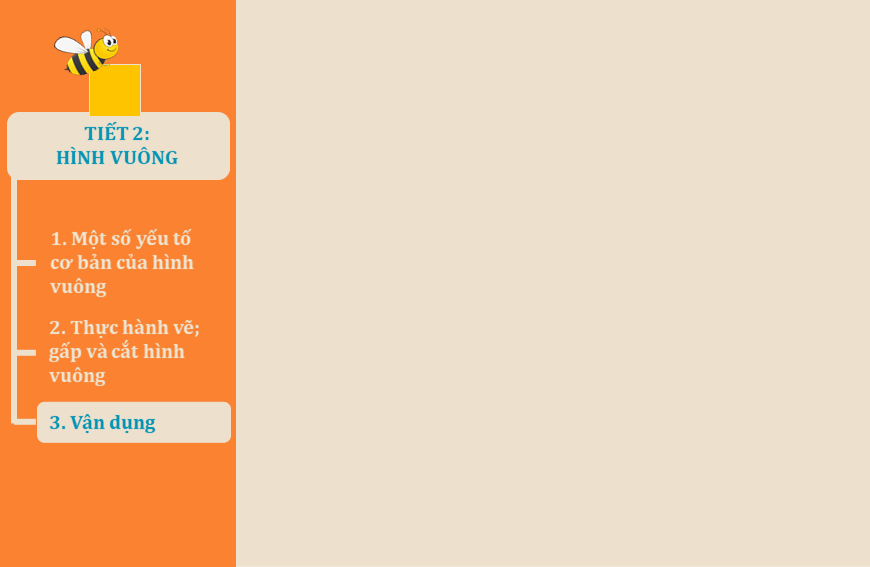 TIẾT 2:
HÌNH VUÔNG
1. Một số yếu tố
cơ bản của hình
vuông
2. Thực hành vẽ;
gấp và cắt hình
vuông
3. Vận dụng